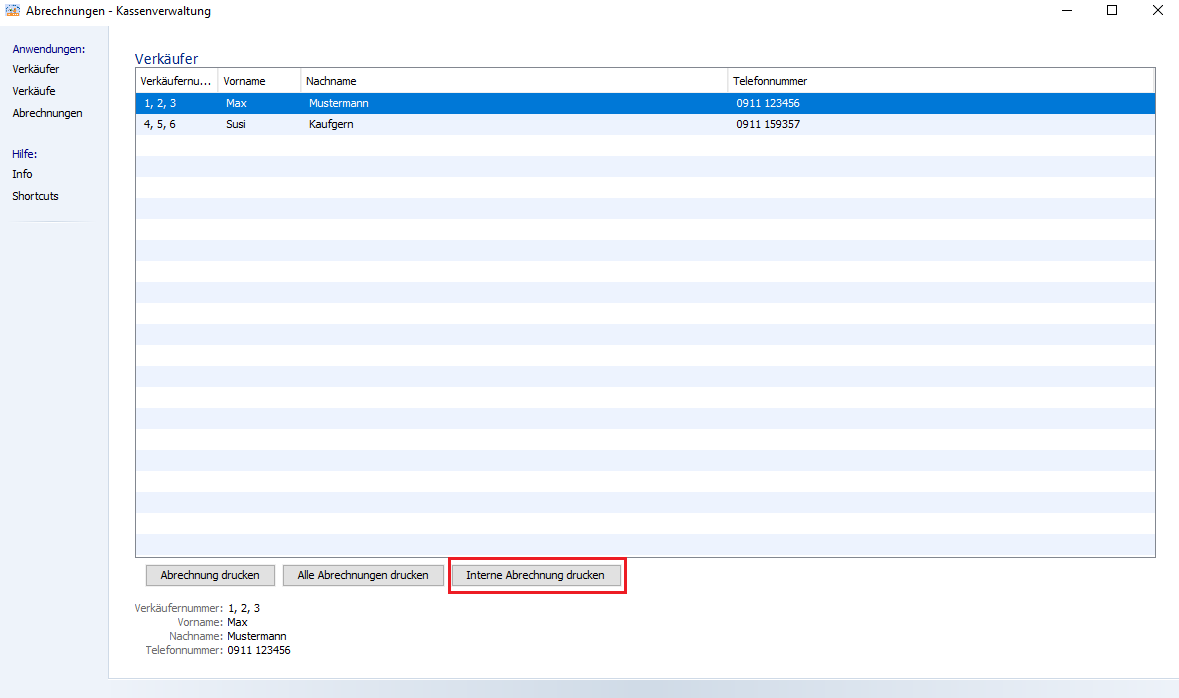 Abrechnungen - Kassenverwaltung
Anwendungen:
Verkäufer
Verkäufe
Abrechnungen
Hilfe:
Info
Shortcuts
Verkäufer
Verkäufernu... Vorname Nachname Telefonnummer
1, 2, 3 Max Mustermann 0911 123456
4, 5, 6 Susi Kaufgern 0911 159357
Abrechnung drucken Alle Abrechnungen drucken Interne Abrechnung drucken
Verkäufernummer: 1, 2, 3
Vorname: Max
Nachname: Mustermann
Telefonnummer: 0911 123456